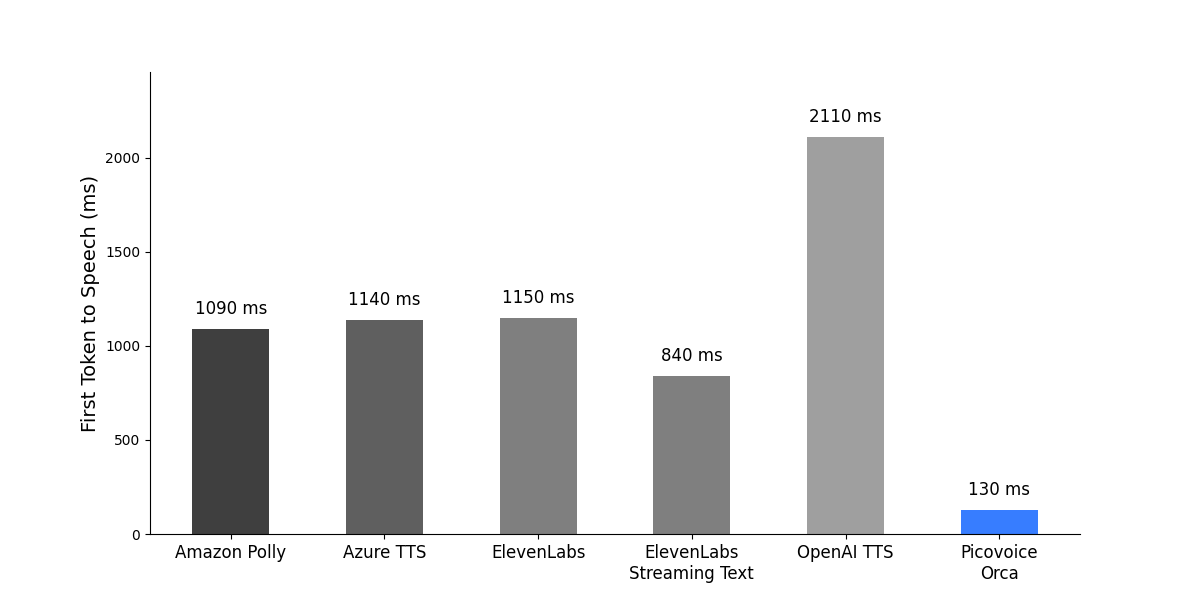 2110 ms
2000
1500
1090 ms
1140 ms
1150 ms
1000
840 ms
500
130 ms
0
First Token to Speech (ms)
Amazon Polly
Azure TTS
ElevenLabs
ElevenLabs
Streaming Text
OpenAI TTS
Picovoice
Orca